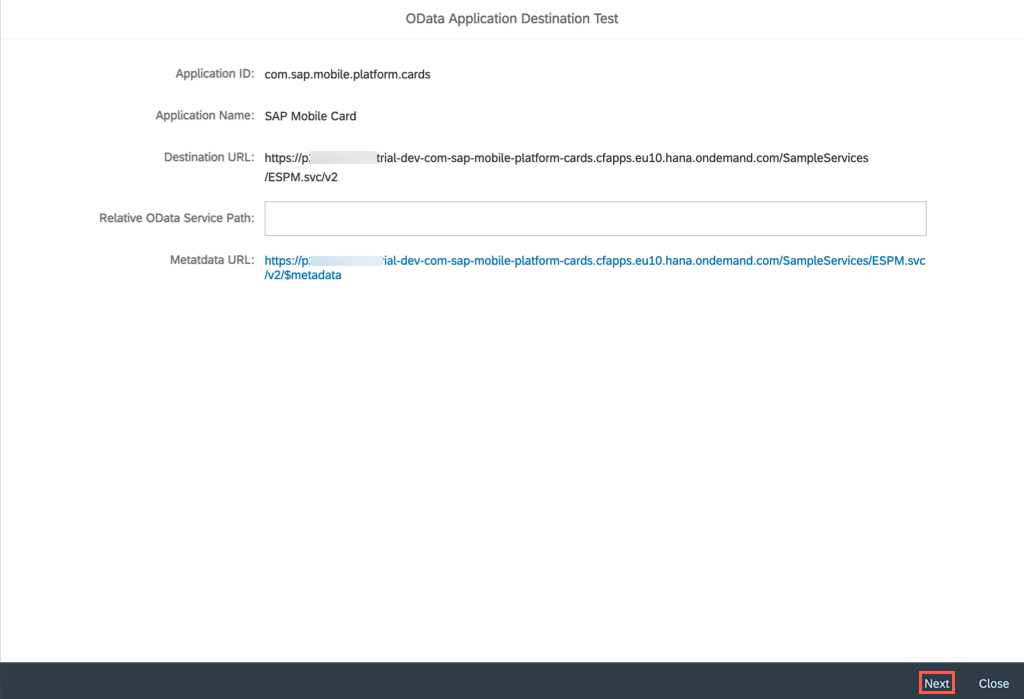 OData Application Destination Test
Application ID: com.sap.mobile.platform.cards
Application Name: SAP Mobile Card
Destination URL: https://p trial-dev-com-sap-mobile-platform-cards.cfapps.eu10.hana.ondemand.com/SampleServices
/ESPM.svc/v2
Relative OData Service Path:
Metatdata URL: https://p ial-dev-com-sap-mobile-platform-cards.cfapps.eu10.hana.ondemand.com/SampleServices/ESPM.svc
/v2/$metadata
Next Close